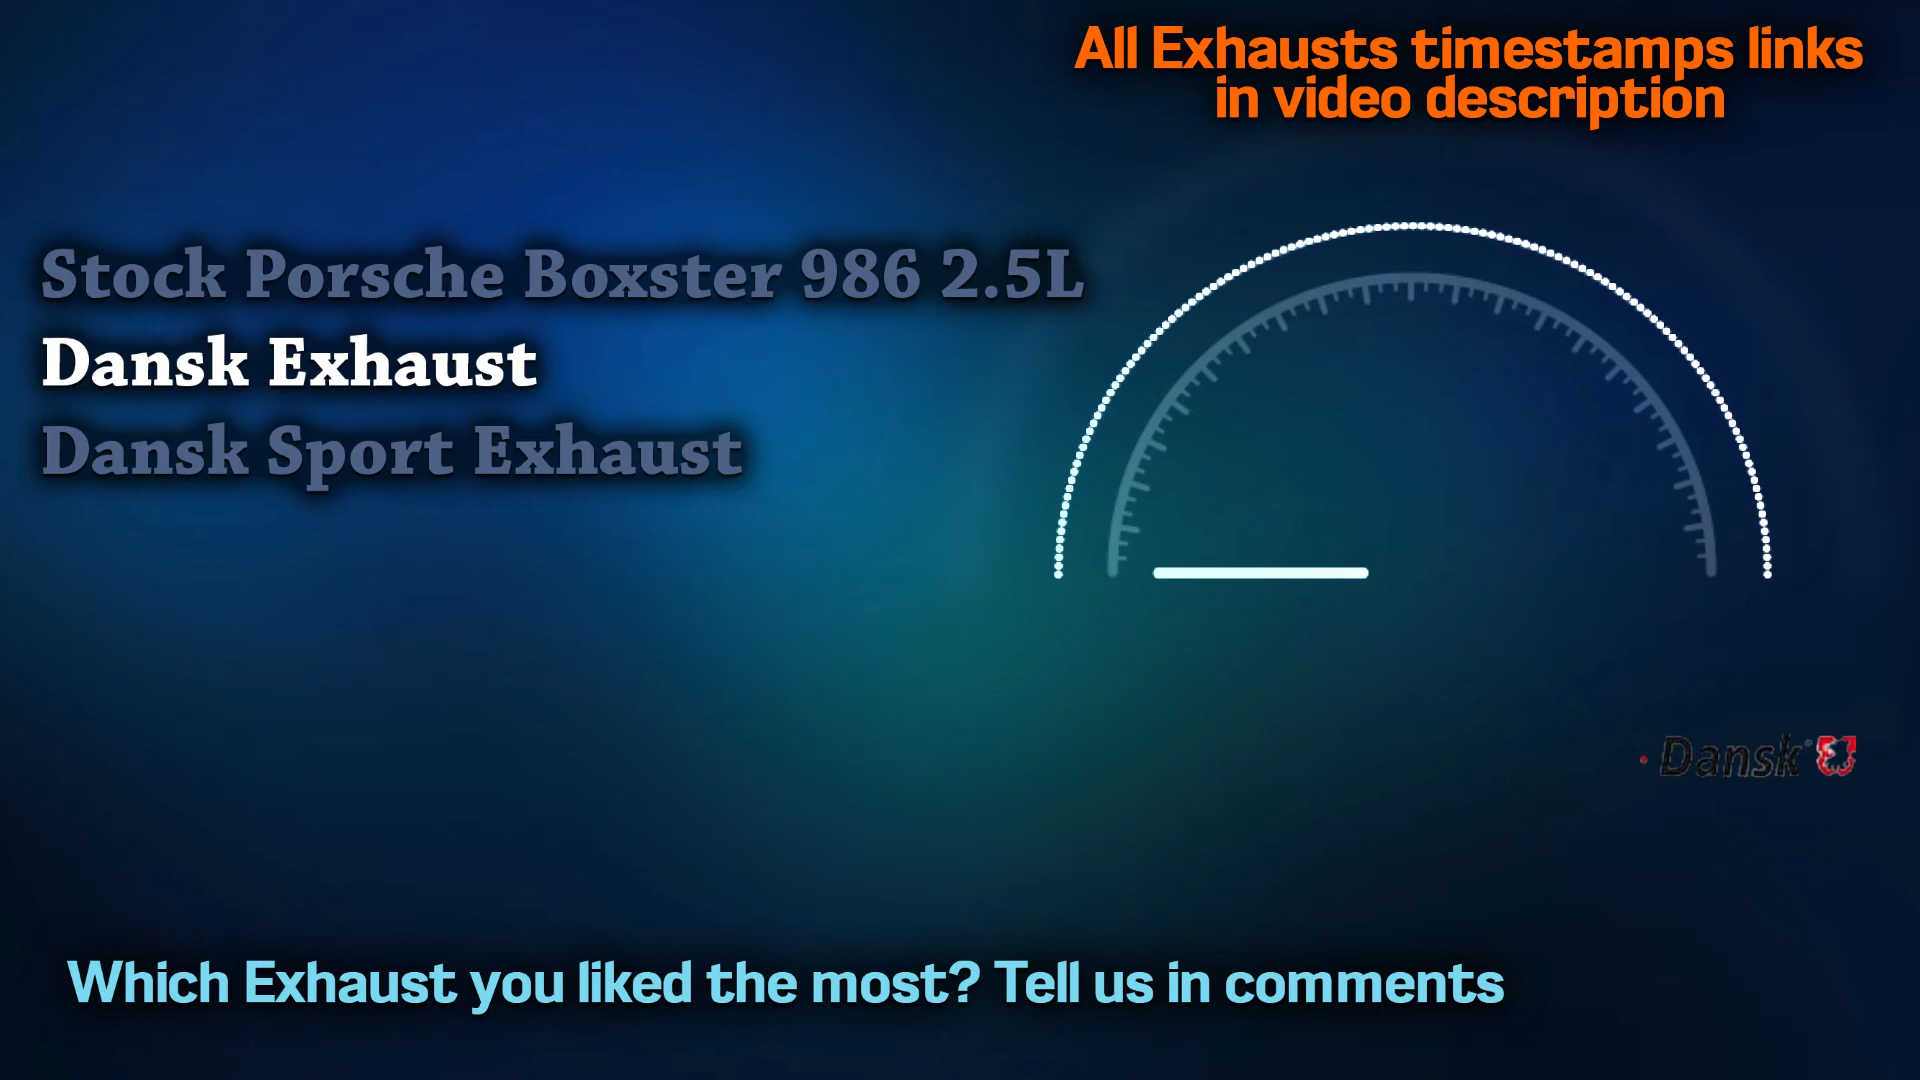 All Exhausts timestamps links
in video description
Stock Porsche Boxster 986 2.5L
Dansk Exhaust
Dansk Sport Exhaust
Dansk
Which Exhaust you liked the most? Tell us in comments